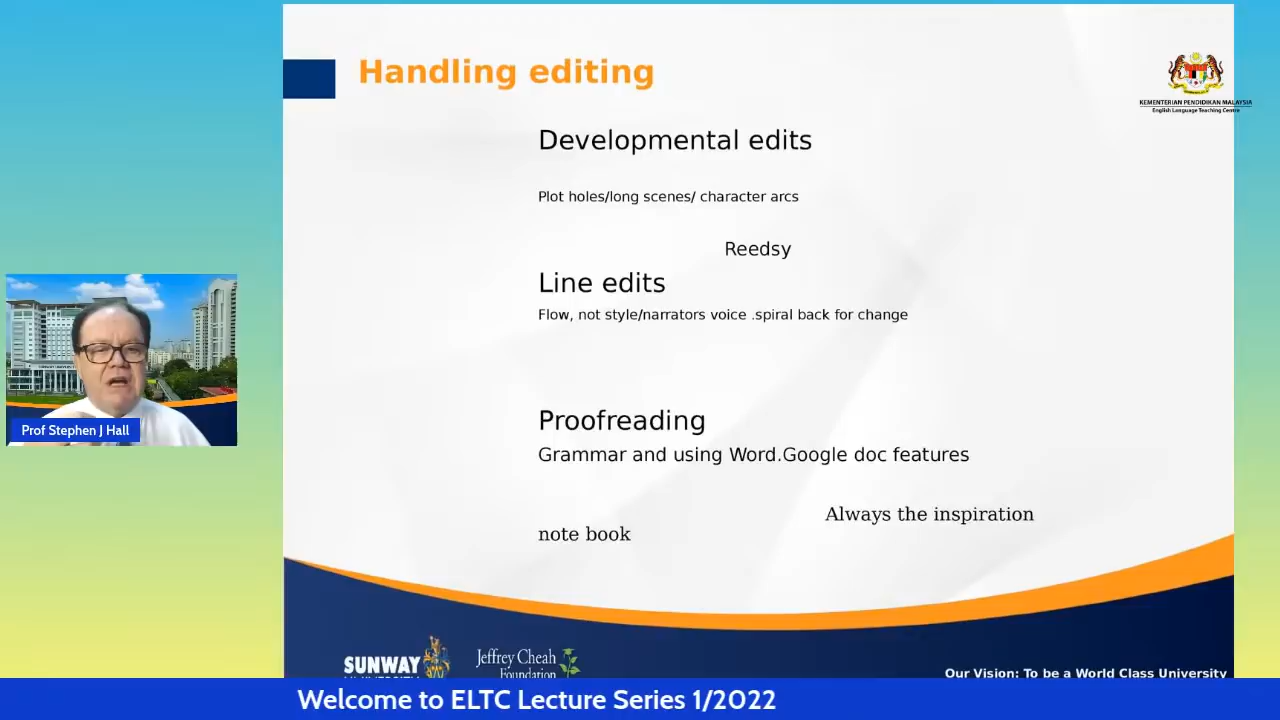 Handling editing
KEMENTERIAN PENDIDIKAN MALAYSIA
English Language Teaching Centre
Developmental edits
Plot holes/long scenes/ character arcs
Reedsy
Line edits
Flow, not style/narrators voice .spiral back for change
Prof Stephen J Hall
Proofreading
Grammar and using Word.Google doc features
Always the inspiration
note book
SUNWAY
Jeffrey Cheah
Foundation
Our Vision: To be a World Class University
Welcome to ELTC Lecture Series 1/2022